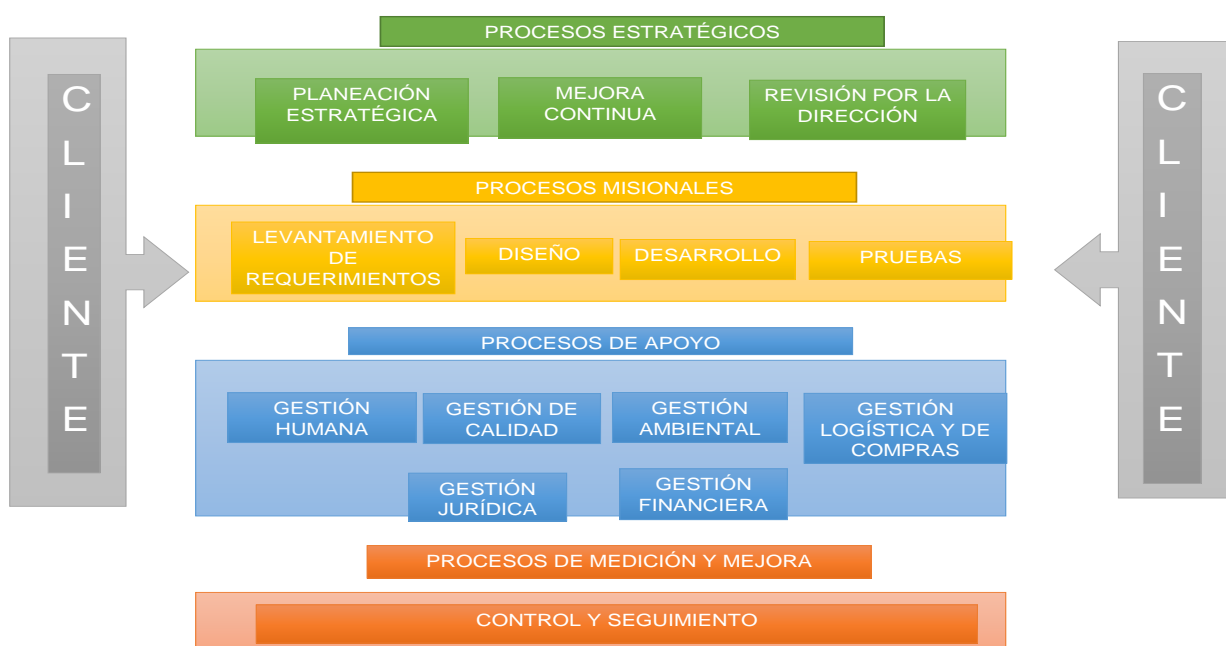 PROCESOS ESTRATÉGICOS
PLANEACIÓN
ESTRATÉGICA
MEJORA
CONTINUA
REVISIÓN POR LA
DIRECCIÓN
C
L
I
E
N
T
E
PROCESOS MISIONALES
LEVANTAMIENTO
DE
REQUERIMIENTOS
DISEÑO
DESARROLLO
PRUEBAS
PROCESOS DE APOYO
GESTIÓN
HUMANA
GESTIÓN DE
CALIDAD
GESTIÓN
AMBIENTAL
GESTIÓN
LOGÍSTICA Y DE
COMPRAS
GESTIÓN
JURÍDICA
GESTIÓN
FINANCIERA
PROCESOS DE MEDICIÓN Y MEJORA
CONTROL Y SEGUIMIENTO
C
L
I
E
N
T
E